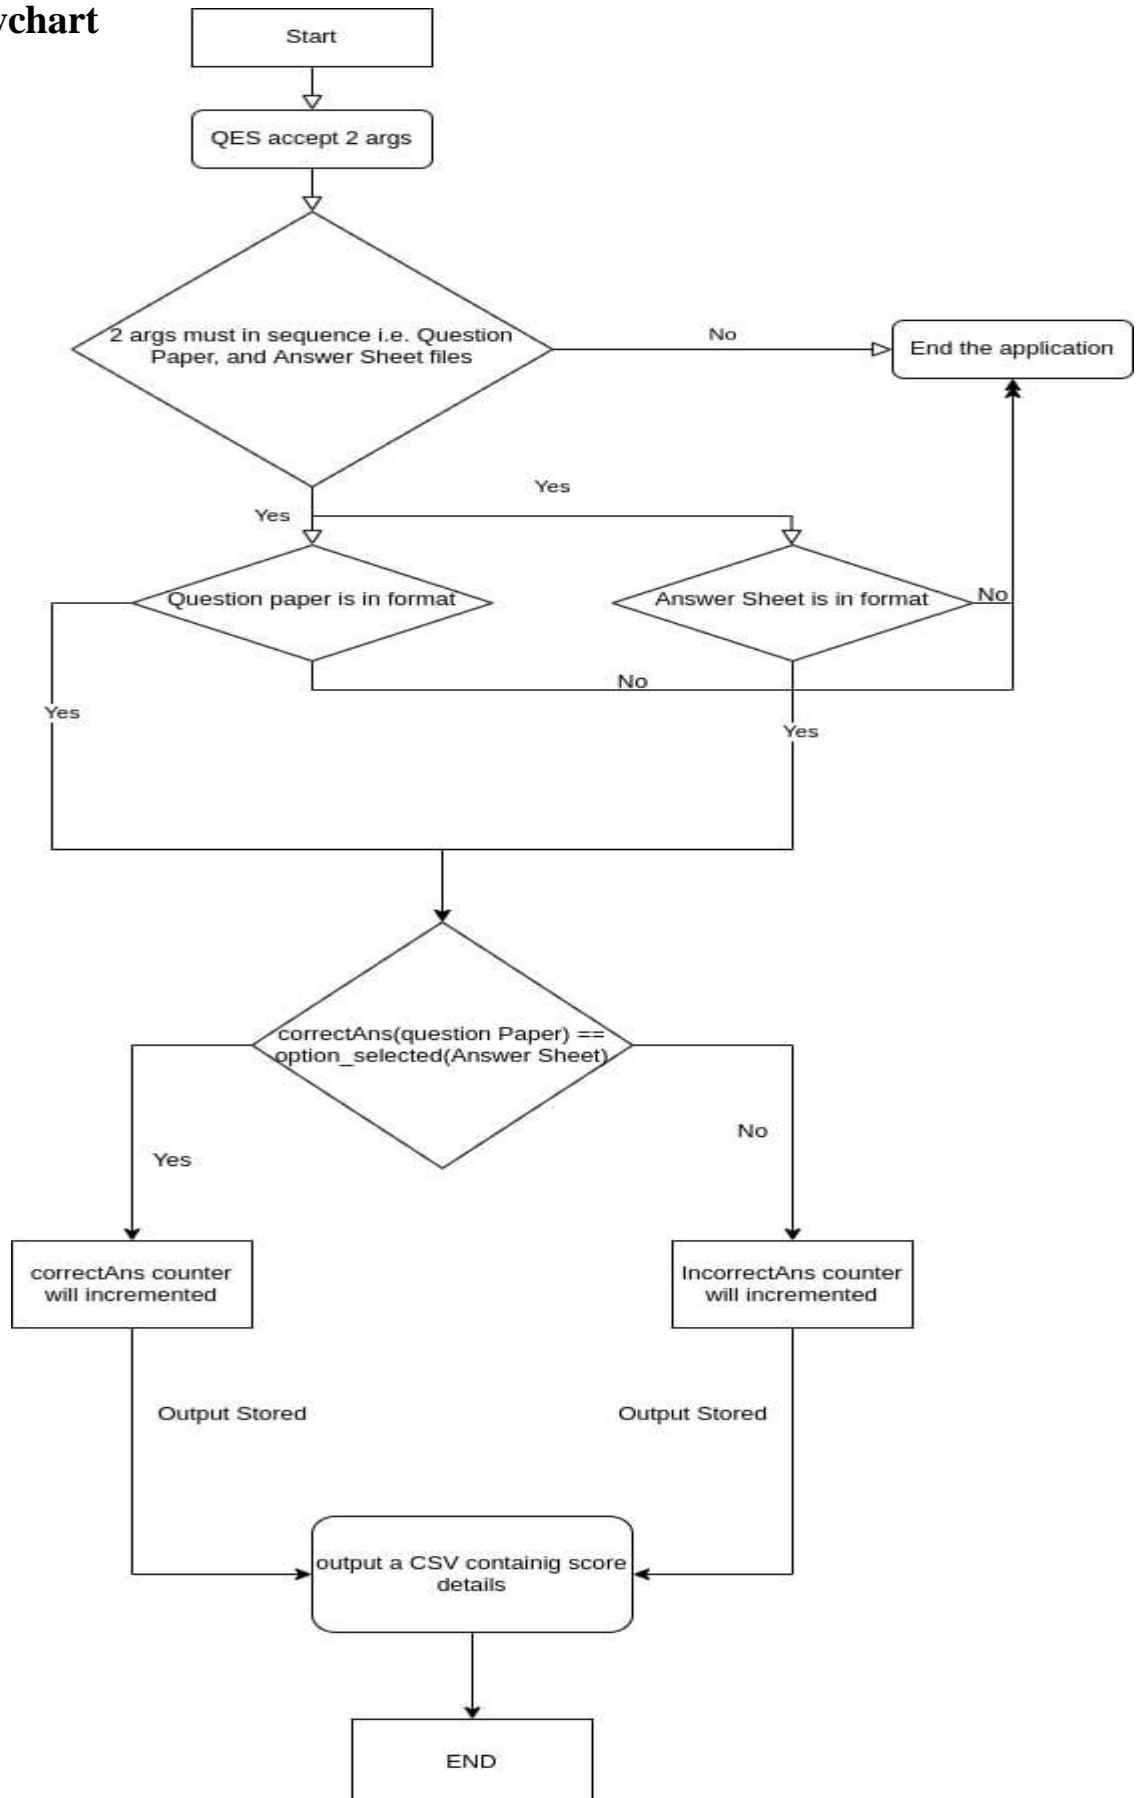 vchart
Start
QES accept 2 args
2 args must in sequence i.e. Question
Paper, and Answer Sheet files
No
End the application
Yes
Yes
Question paper is in format
Answer Sheet is in format
No
No
Yes
Yes
correctAns(question Paper) ==
option_selected(Answer Sheet)
No
Yes
correctAns counter
will incremented
IncorrectAns counter
will incremented
Output Stored
Output Stored
output a CSV containig score
details
END